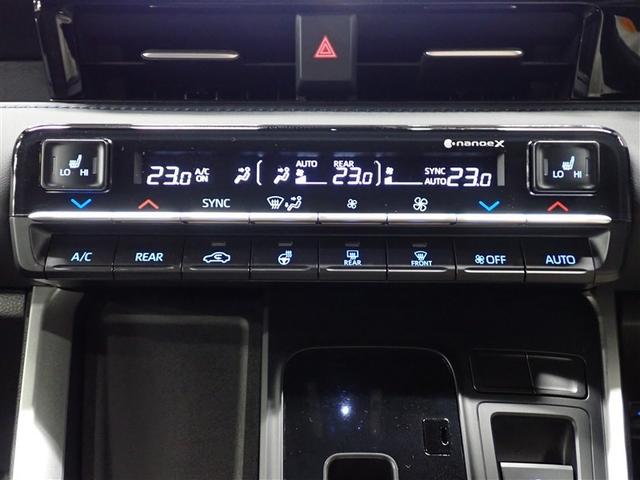 nanoeX
LO HI
23.0 A/C ON AUTO REAR 23.0 SYNC AUTO 23.0
LO HI
SYNC
A/C REAR REAR FRONT OFF AUTO